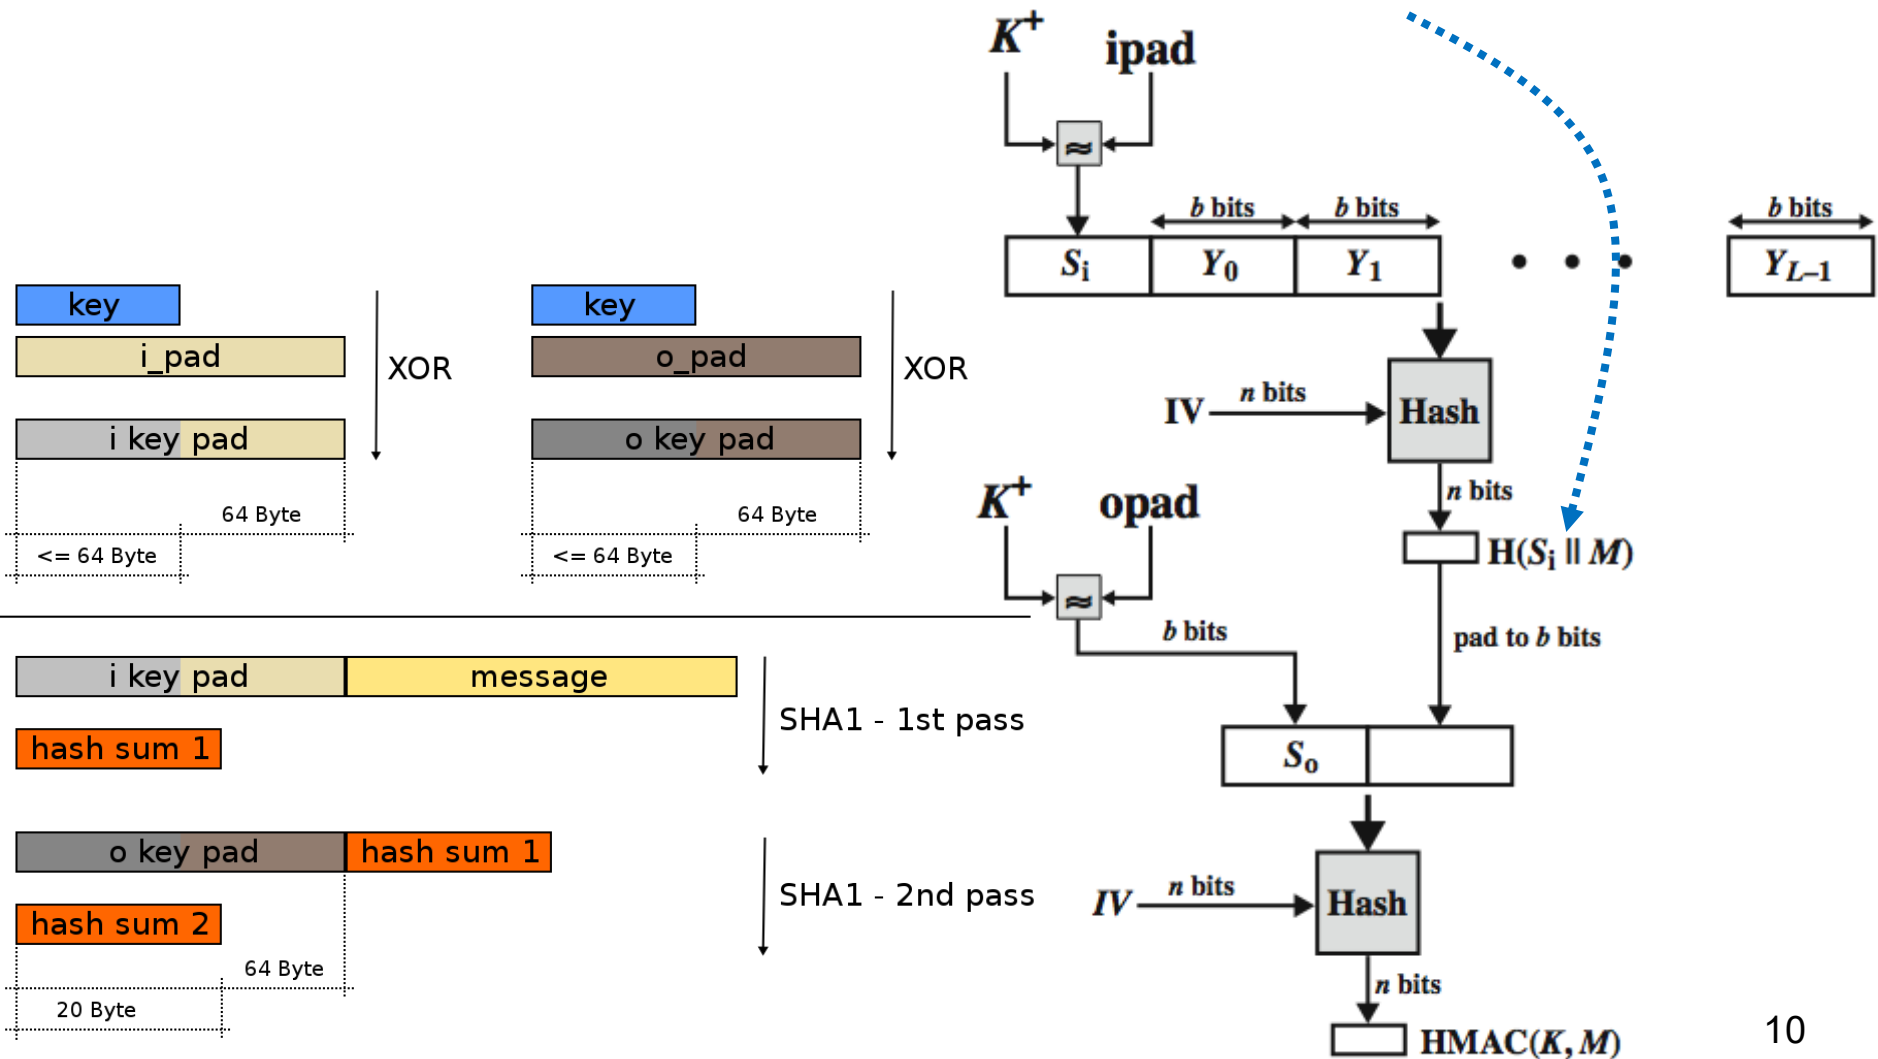 key
i_pad
XOR
i key pad
64 Byte
<= 64 Byte
key
o_pad
XOR
o key pad
64 Byte
<= 64 Byte
i key pad message
SHA1 - 1st pass
hash sum 1
o key pad hash sum 1
SHA1 - 2nd pass
hash sum 2
64 Byte
20 Byte
K+ ipad
≈
b bits b bits b bits
Si Y0 Y1 • • • YL–1
IV n bits Hash
n bits
H(Si || M)
K+ opad
≈
b bits
pad to b bits
So
IV n bits Hash
n bits
HMAC(K, M)
10